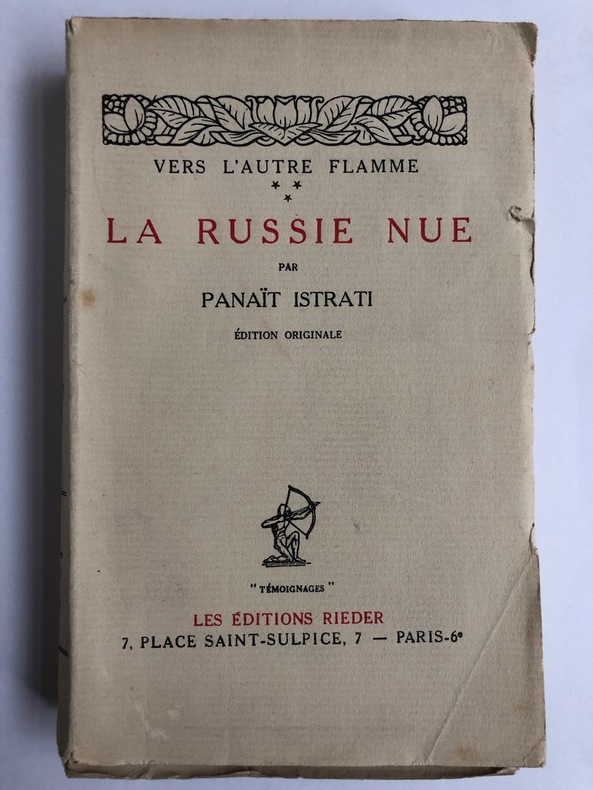 VERS L'AUTRE FLAMME
LA RUSSIE NUE
PAR
PANAÏT ISTRATI
ÉDITION ORIGINALE
"TÉMOIGNAGES"
LES ÉDITIONS RIEDER
7, PLACE SAINT-SULPICE, 7 — PARIS-6e